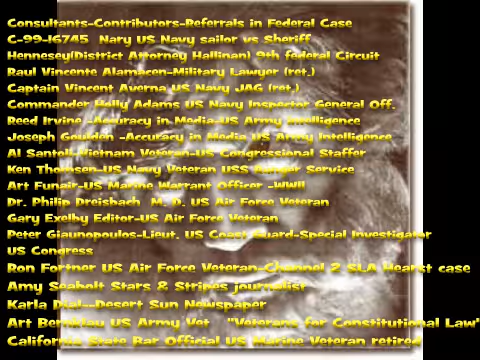 Consultants-Contributors-Referrals in Federal Case
C-99-16745 Nary US Navy sailor vs Sheriff
Hennesey(District Attorney Hallinan) 9th federal Circuit
Raul Vincente Alamacen-Military Lawyer (ret.)
Captain Vincent Averna US Navy JAG (ret.)
Commander Holly Adams US Navy Inspector General Off.
Reed Irvine -Accuracy in Media-US Army Intelligence
Joseph Goulden -Accuracy in Media US Army Intelligence
Al Santoli-Vietnam Veteran-US Congressional Staffer
Ken Thomsen-US Navy Veteran USS Ranger Service
Art Funair-US Marine Warrant Officer -WWII
Dr. Philip Dreisbach M. D. US Air Force Veteran
Gary Exelby Editor-US Air Force Veteran
Peter Giaunopoulos-Lieut. US Coast Guard-Special Investigator
US Congress
Ron Fortner US Air Force Veteran-Channel 2 SLA Hearst case
Amy Seabolt Stars & Stripes journalist
Karla Dial--Desert Sun Newspaper
Art Bernklau US Army Vet "Veterans for Constitutional Law"
California State Bar Official US Marine Veteran retired